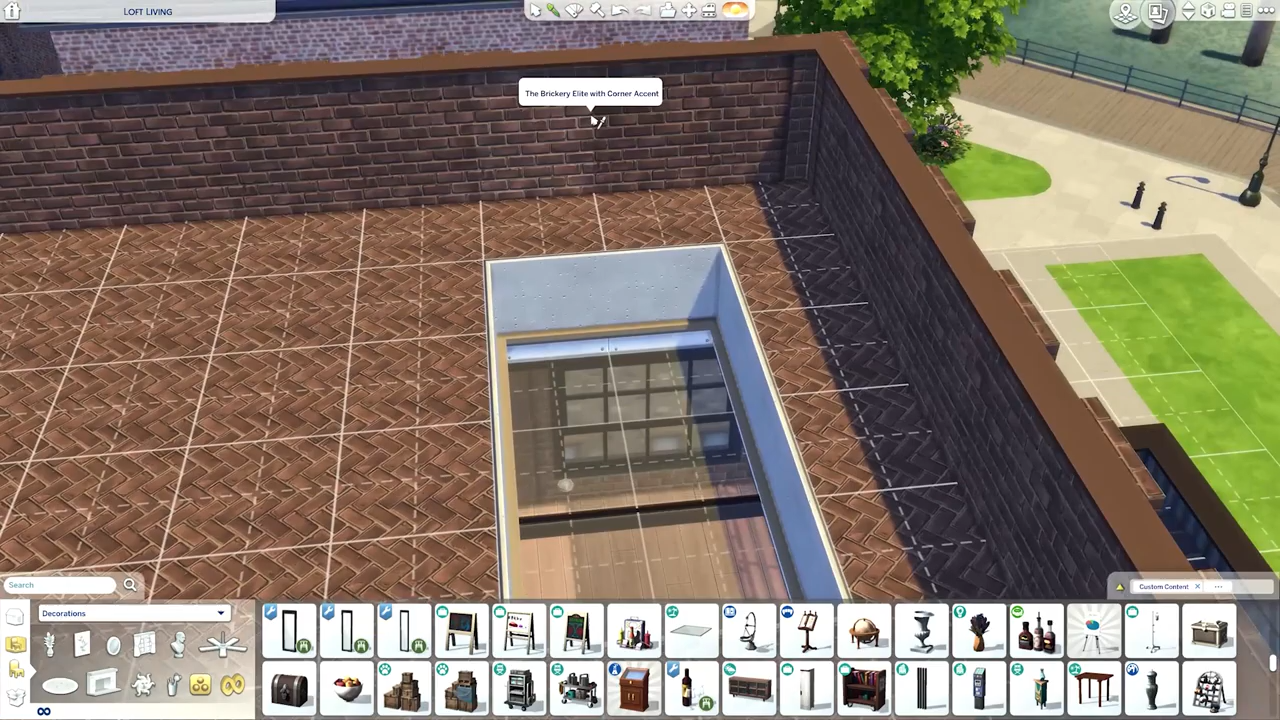 LOFT LIVING
The Brickery Elite with Corner Accent
Search
Custom Content
Decorations